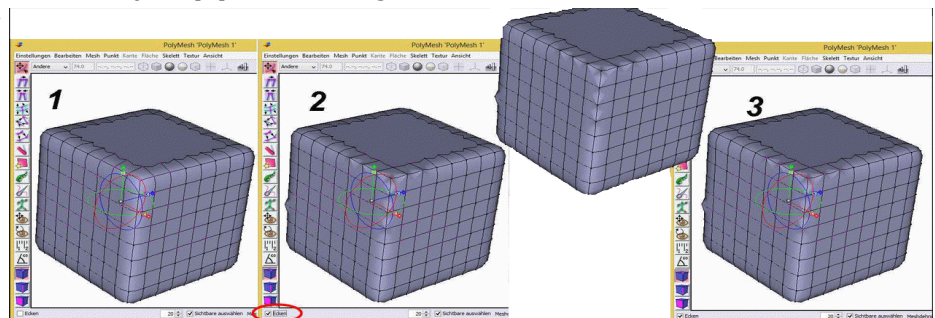 PolyMesh 'PolyMesh 1'
Einstellungen Bearbeiten Mesh Punkt Kante Fläche Skelett Textur Ansicht
Andere 74.0
1
Ecken 20 Sichtbare auswählen
PolyMesh 'PolyMesh 1'
Einstellungen Bearbeiten Mesh Punkt Kante Fläche Skelett Textur Ansicht
Andere 74.0
2
Ecken 20 Sichtbare auswählen
PolyMesh 'PolyMesh 1'
Bearbeiten Mesh Punkt Kante Fläche Skelett Textur Ansicht
74.0
3
Ecken 20 Sichtbare auswählen